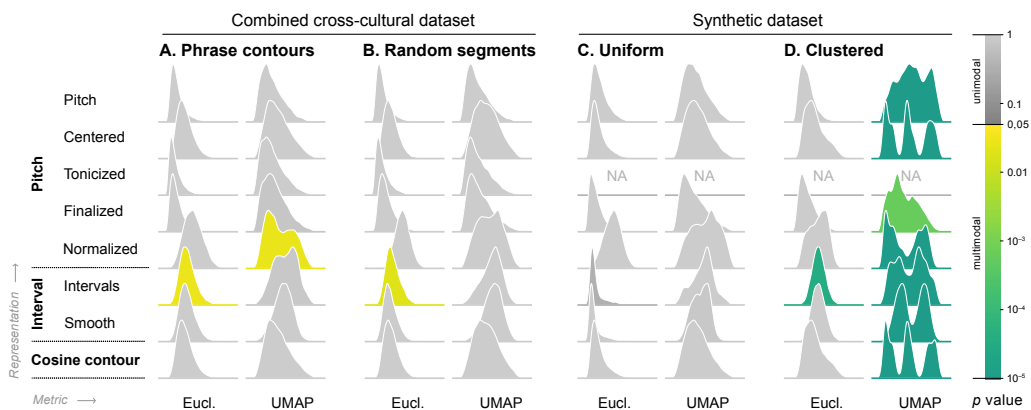 Combined cross-cultural dataset
Synthetic dataset
A. Phrase contours
B. Random segments
C. Uniform
D. Clustered
Pitch
Centered
Tonicized
Finalized
Normalized
Intervals
Smooth
Cosine contour
Pitch
Interval
Representation →
Metric →
NA
NA
NA
NA
Eucl.
UMAP
Eucl.
UMAP
Eucl.
UMAP
Eucl.
UMAP
unimodal
multimodal
1
0.1
0.05
0.01
10⁻³
10⁻⁴
10⁻⁵
p value